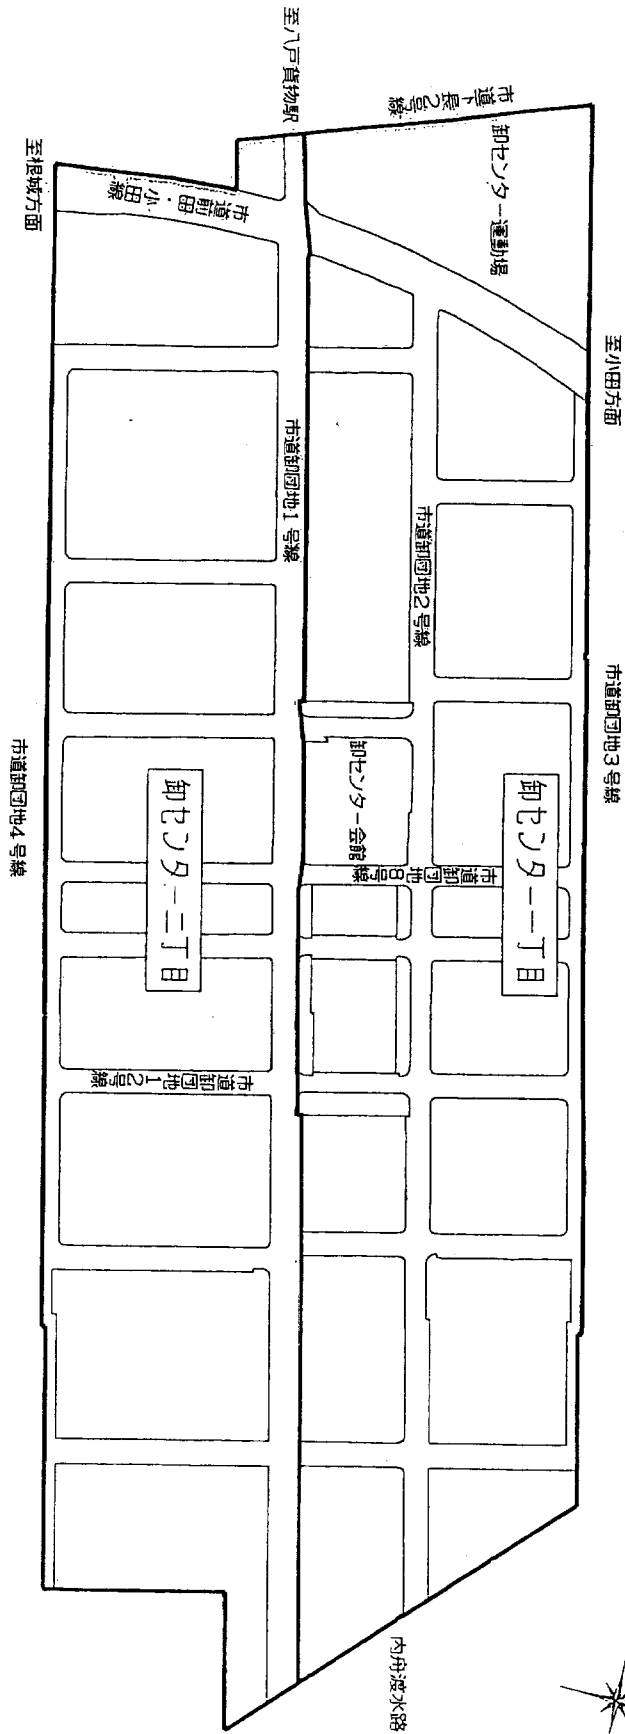 至八戸貨物駅
市道下長2号線
卸センター運動場
至根城方面
市道前田・小田線
至小田方面
市道卸団地1号線
市道卸団地2号線
市道卸団地3号線
市道卸団地4号線
卸センター会館
市道卸団地8号線
卸センター一丁目
卸センター二丁目
市道卸団地12号線
内舟渡水路